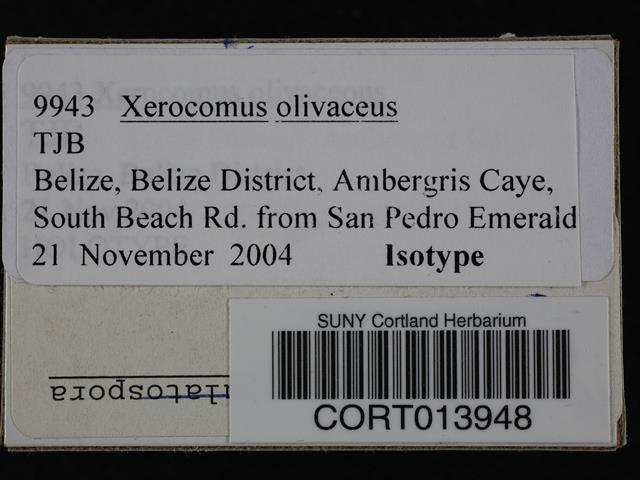 9943 Xerocomus olivaceus
TJB
Belize, Belize District, Ambergris Caye,
South Beach Rd. from San Pedro Emerald
21 November 2004 Isotype
SUNY Cortland Herbarium
CORT013948